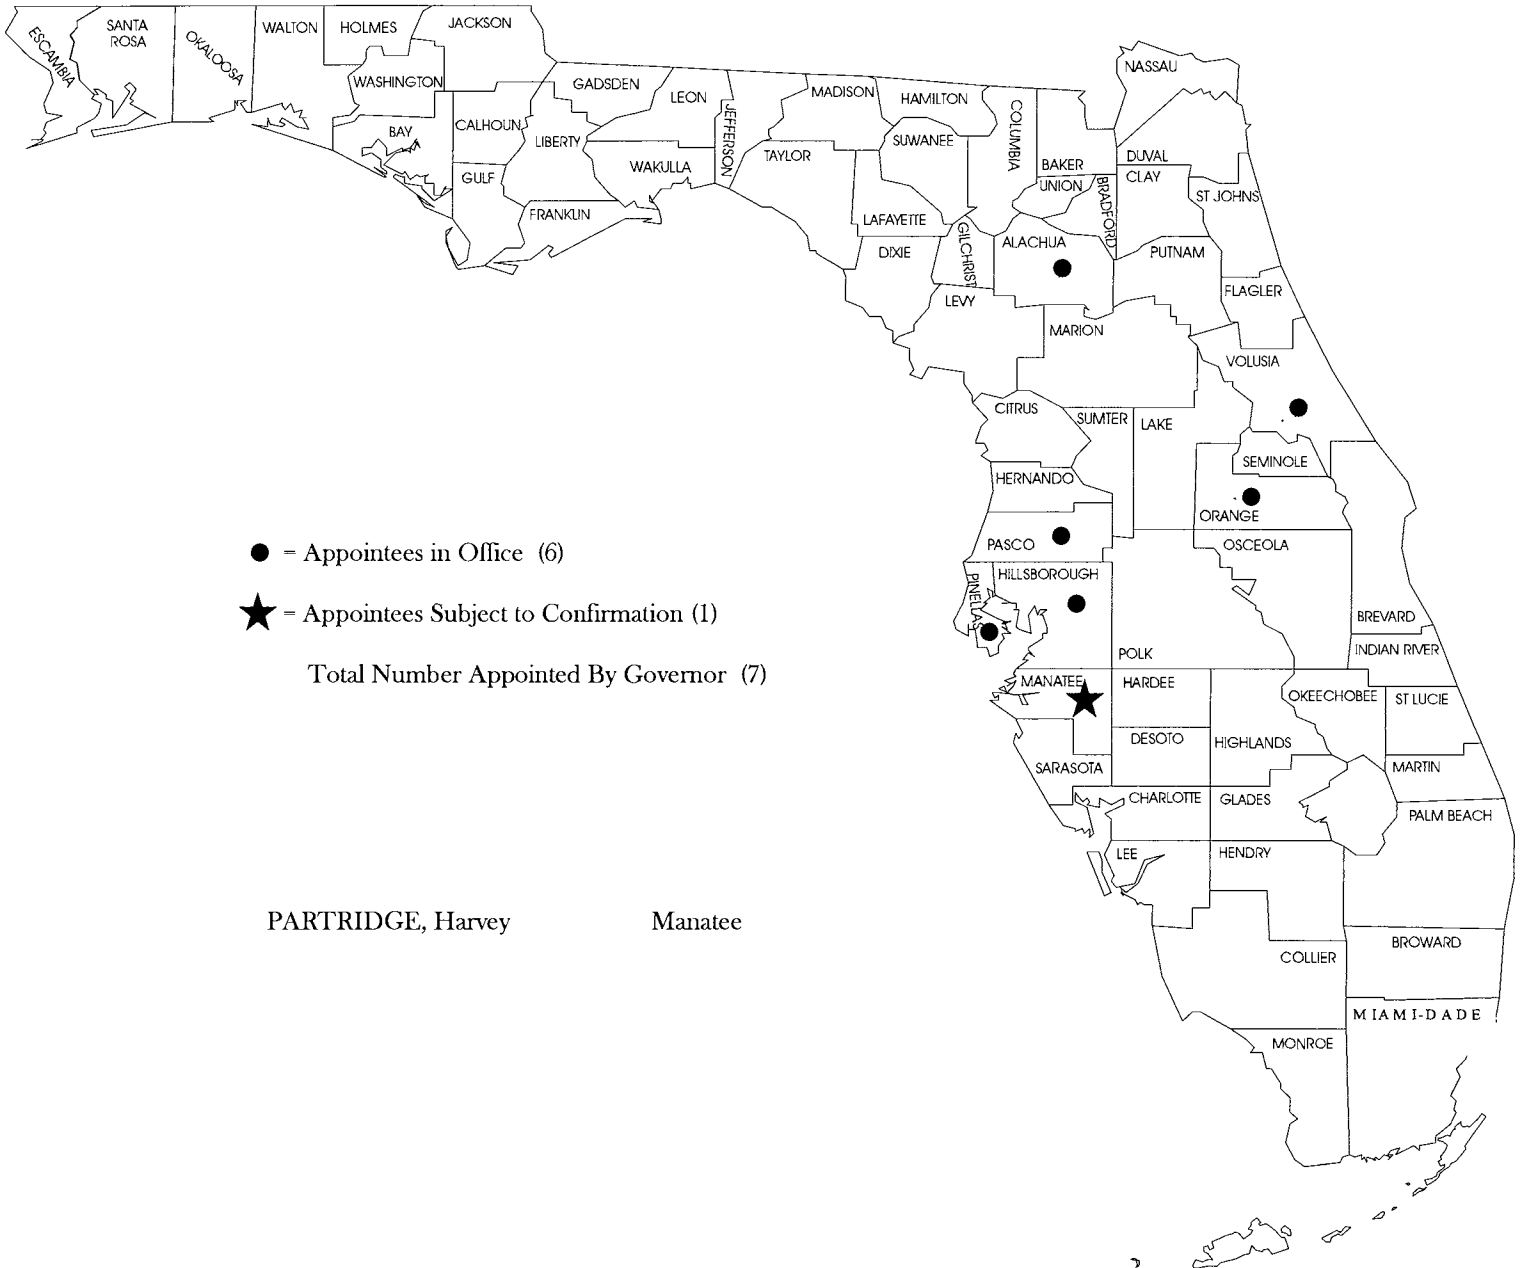 ESCAMBIA
SANTA
ROSA
OKALOOSA
WALTON
HOLMES
JACKSON
WASHINGTON
BAY
CALHOUN
GULF
GADSDEN
LIBERTY
FRANKLIN
LEON
WAKULLA
JEFFERSON
MADISON
TAYLOR
HAMILTON
SUWANEE
LAFAYETTE
DIXIE
COLUMBIA
GILCHRIST
LEVY
NASSAU
BAKER
UNION
BRADFORD
DUVAL
CLAY
ST JOHNS
ALACHUA
PUTNAM
FLAGLER
MARION
VOLUSIA
CITRUS
SUMTER
LAKE
SEMINOLE
HERNANDO
ORANGE
PASCO
OSCEOLA
PINELLAS
HILLSBOROUGH
POLK
BREVARD
INDIAN RIVER
MANATEE
HARDEE
OKEECHOBEE
ST LUCIE
DESOTO
HIGHLANDS
SARASOTA
MARTIN
CHARLOTTE
GLADES
PALM BEACH
LEE
HENDRY
BROWARD
COLLIER
MIAMI-DADE
MONROE
= Appointees in Office (6)
= Appointees Subject to Confirmation (1)
Total Number Appointed By Governor (7)
PARTRIDGE, Harvey Manatee